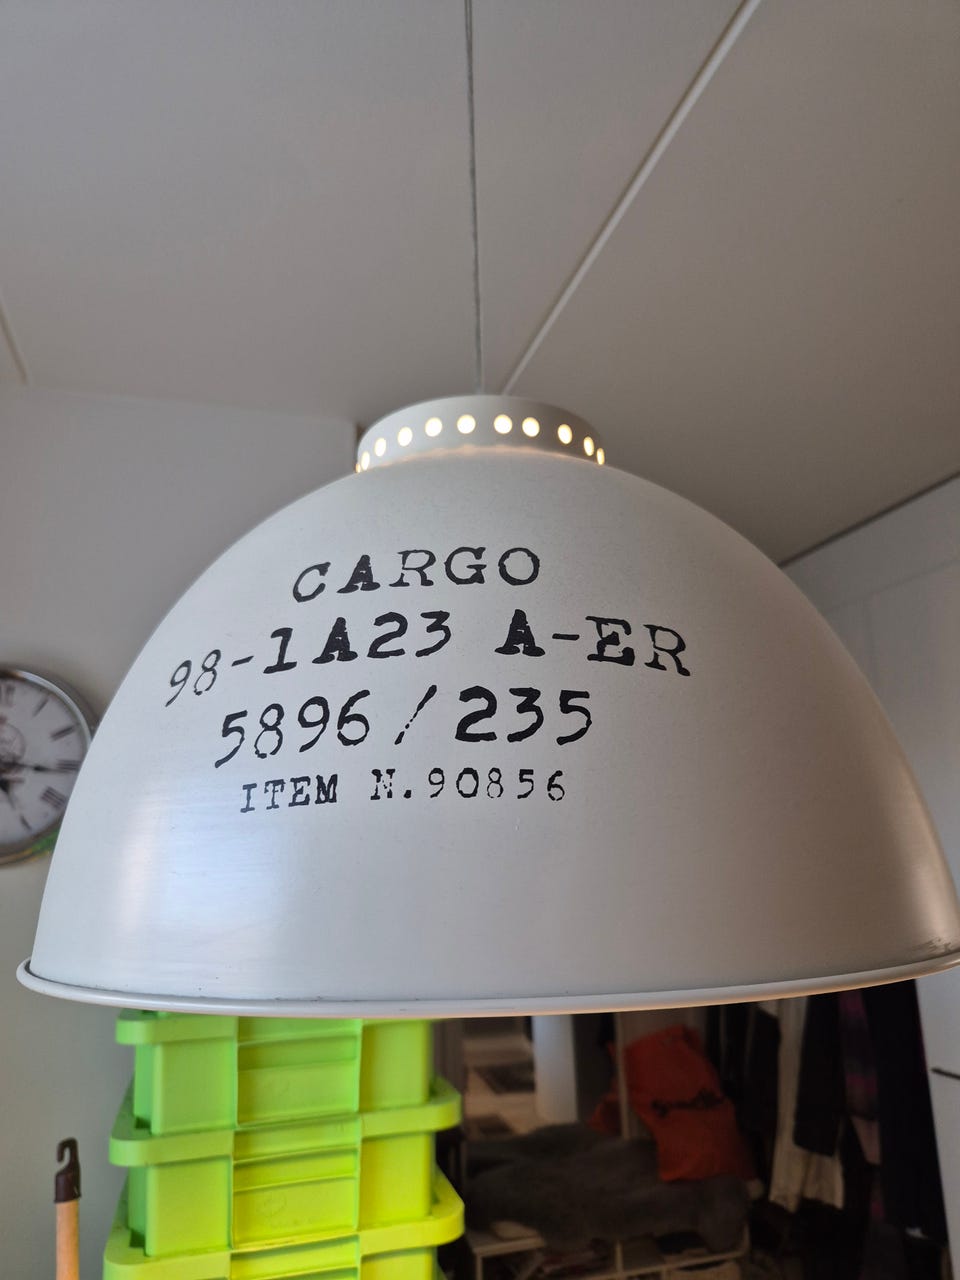 CARGO
98-1A23 A-ER
5896/235
ITEM N.90856